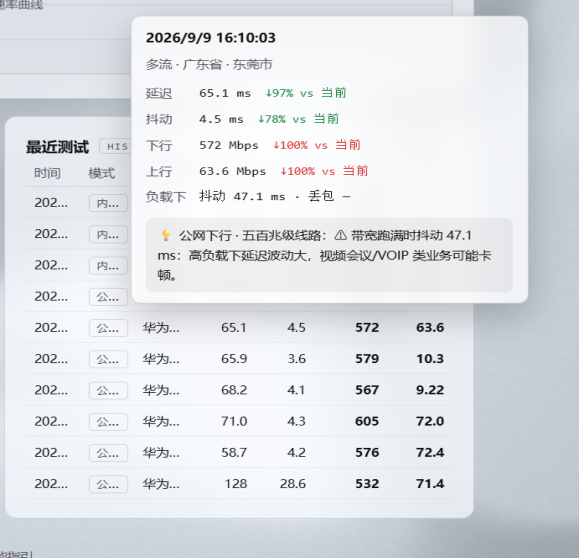 速率曲线
2026/9/9 16:10:03
多流 · 广东省 · 东莞市
延迟 65.1 ms ↓97% vs 当前
抖动 4.5 ms ↓78% vs 当前
下行 572 Mbps ↓100% vs 当前
上行 63.6 Mbps ↓100% vs 当前
负载下 抖动 47.1 ms · 丢包 —
💡 公网下行 · 五百兆级线路：⚠ 带宽跑满时抖动 47.1
ms：高负载下延迟波动大，视频会议/VOIP 类业务可能卡
顿。
最近测试 HIS
时间 模式
202... 内...
202... 内...
202... 内...
202... 公...
202... 公... 华为... 65.1 4.5 572 63.6
202... 公... 华为... 65.9 3.6 579 10.3
202... 公... 华为... 68.2 4.1 567 9.22
202... 公... 华为... 71.0 4.3 605 72.0
202... 公... 华为... 58.7 4.2 576 72.4
202... 公... 华为... 128 28.6 532 71.4